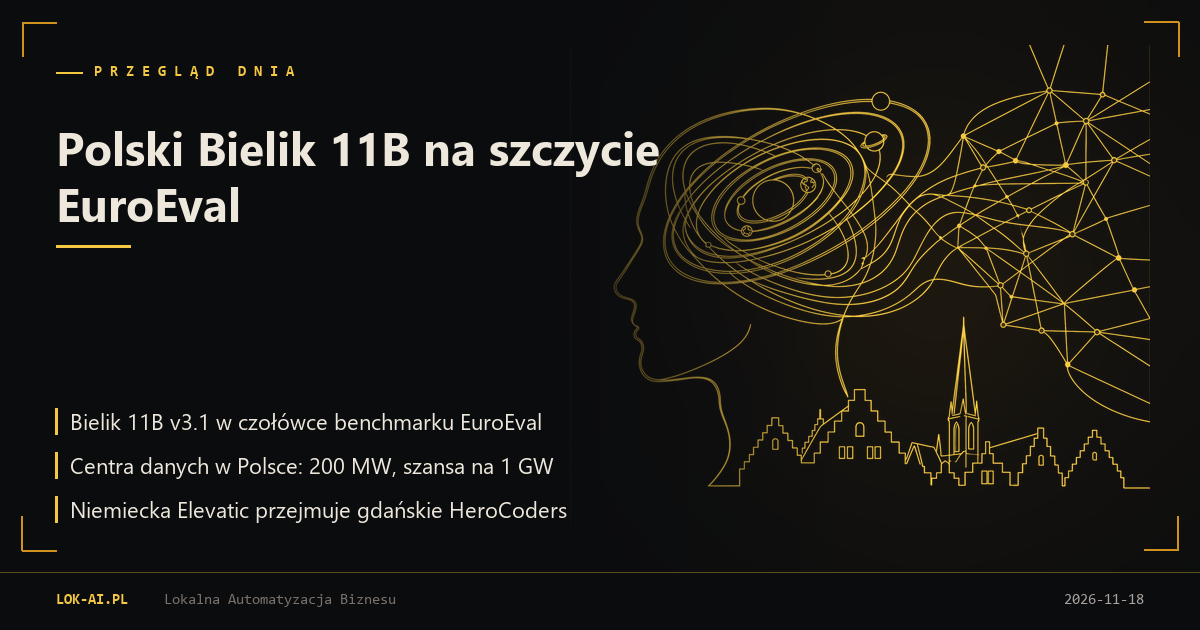 PRZEGLĄD DNIA
Polski Bielik 11B na szczycie
EuroEval
Bielik 11B v3.1 w czołówce benchmarku EuroEval
Centra danych w Polsce: 200 MW, szansa na 1 GW
Niemiecka Elevatic przejmuje gdańskie HeroCoders
LOK-AI.PL Lokalna Automatyzacja Biznesu 2026-11-18